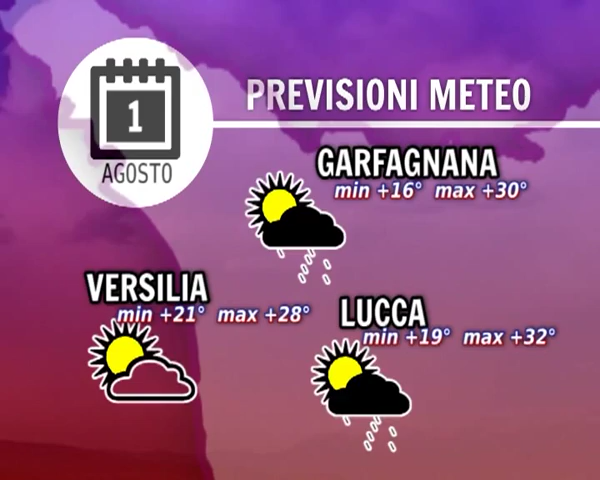 1
AGOSTO
PREVISIONI METEO
GARFAGNANA
min +16° max +30°
VERSILIA
min +21° max +28°
LUCCA
min +19° max +32°